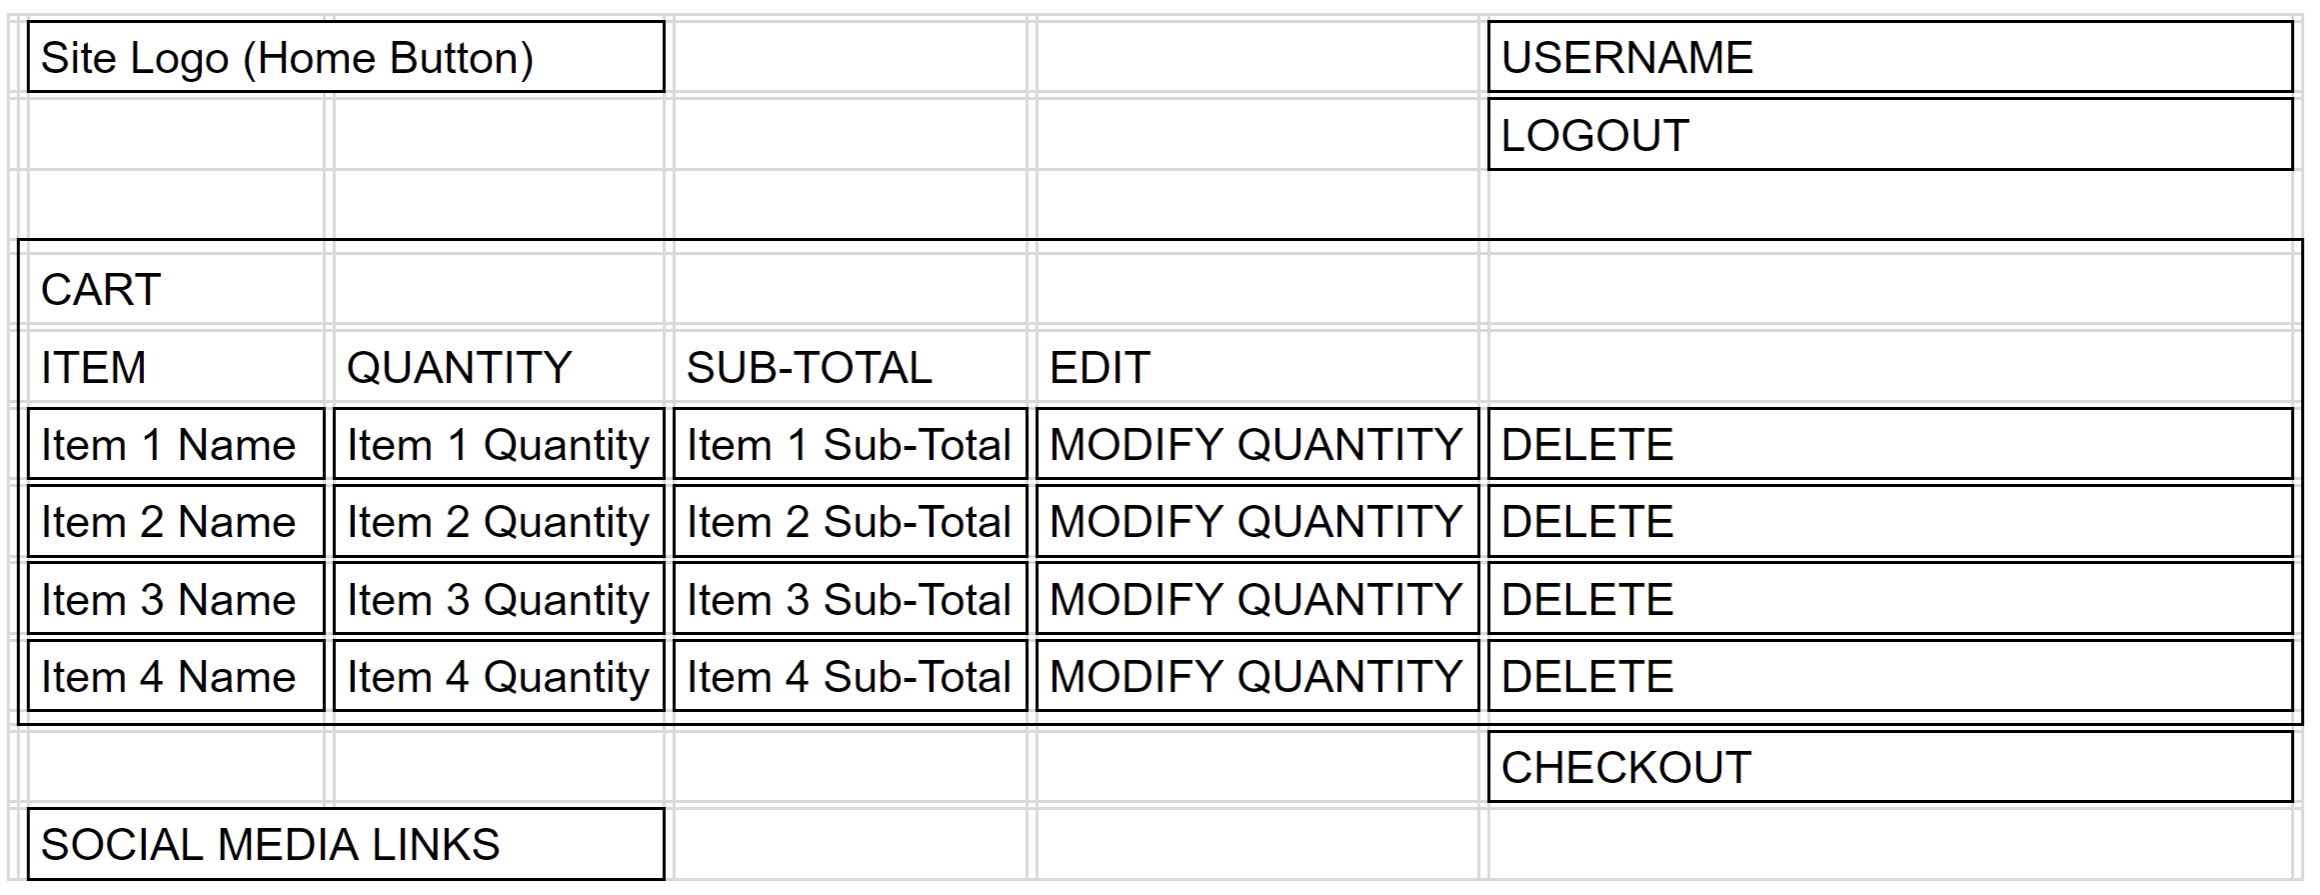 Site Logo (Home Button) USERNAME
LOGOUT
CART
ITEM QUANTITY SUB-TOTAL EDIT
Item 1 Name Item 1 Quantity Item 1 Sub-Total MODIFY QUANTITY DELETE
Item 2 Name Item 2 Quantity Item 2 Sub-Total MODIFY QUANTITY DELETE
Item 3 Name Item 3 Quantity Item 3 Sub-Total MODIFY QUANTITY DELETE
Item 4 Name Item 4 Quantity Item 4 Sub-Total MODIFY QUANTITY DELETE
CHECKOUT
SOCIAL MEDIA LINKS